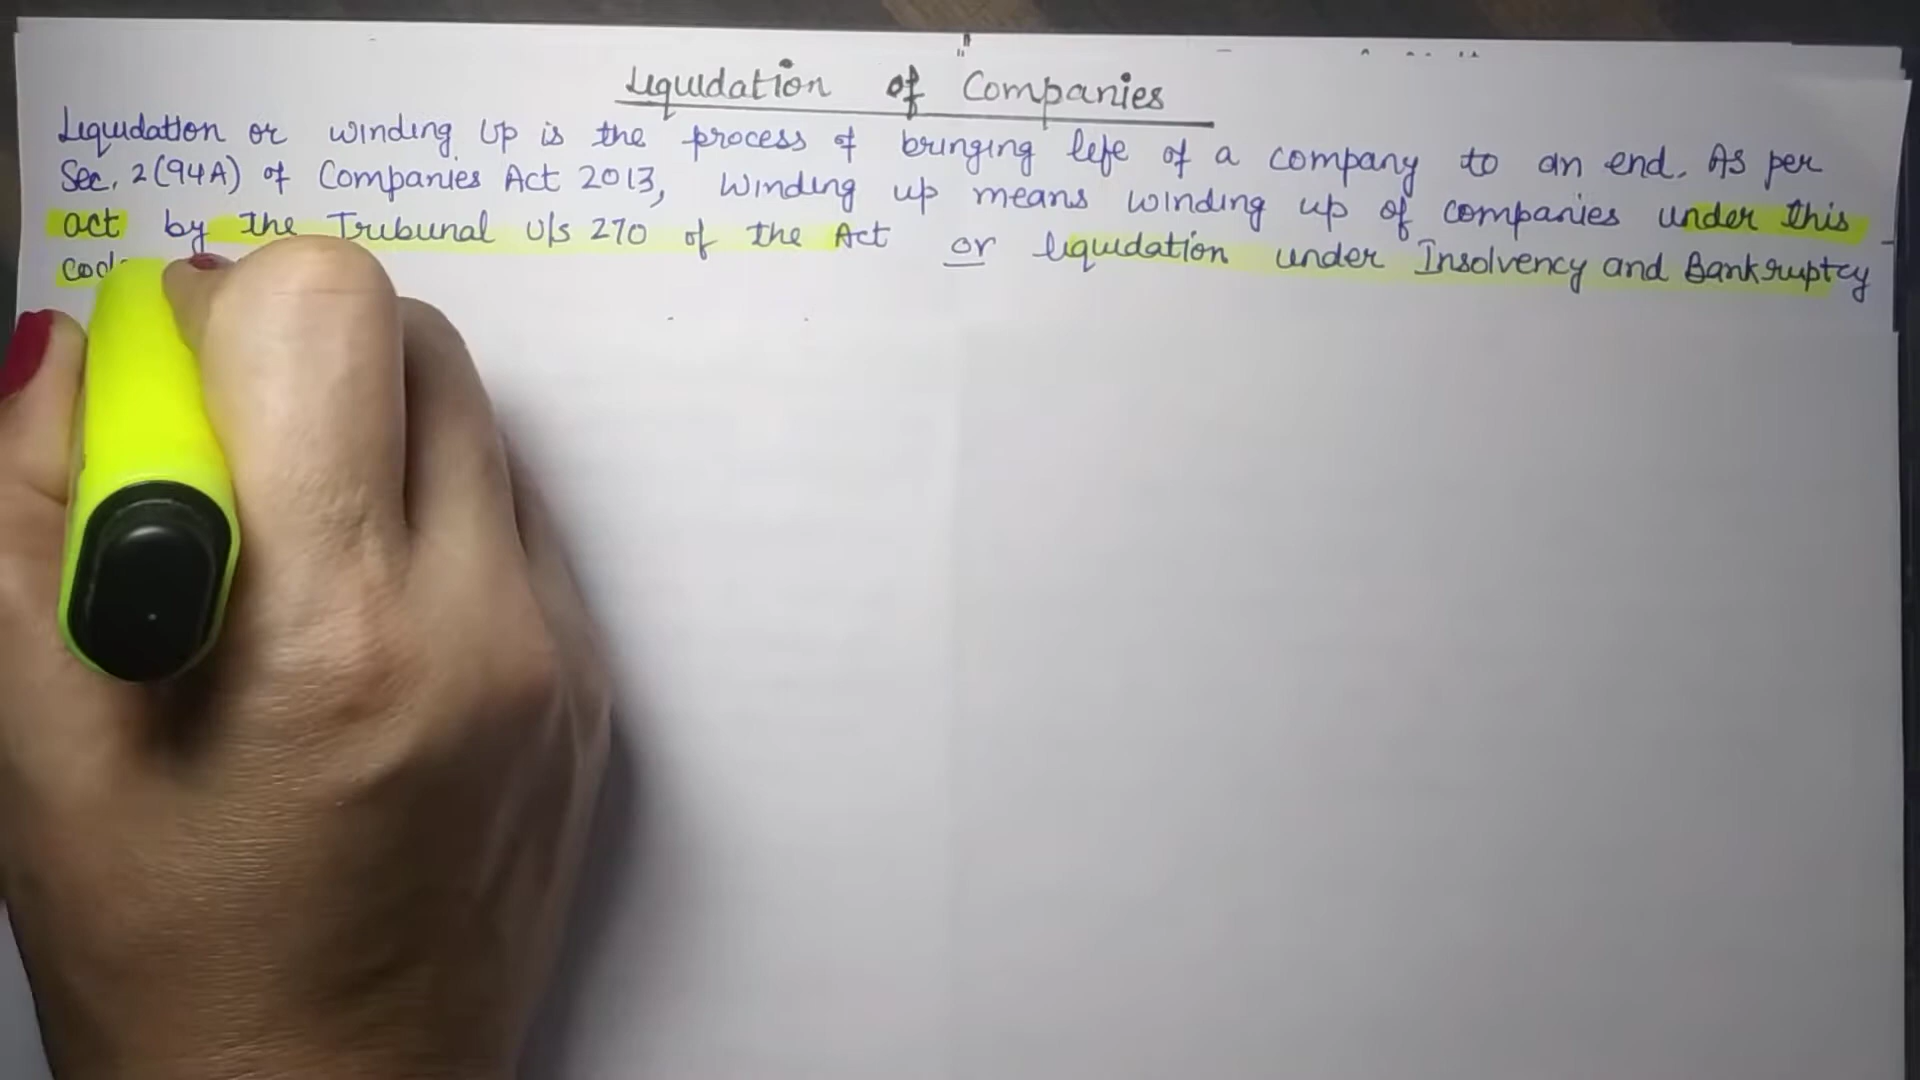 Liquidation of Companies
Liquidation or winding up is the process of bringing life of a company to an end. As per
Sec. 2(94A) of Companies Act 2013, Winding up means winding up of companies under this
act by the Tribunal u/s 270 of the Act or liquidation under Insolvency and Bankruptcy